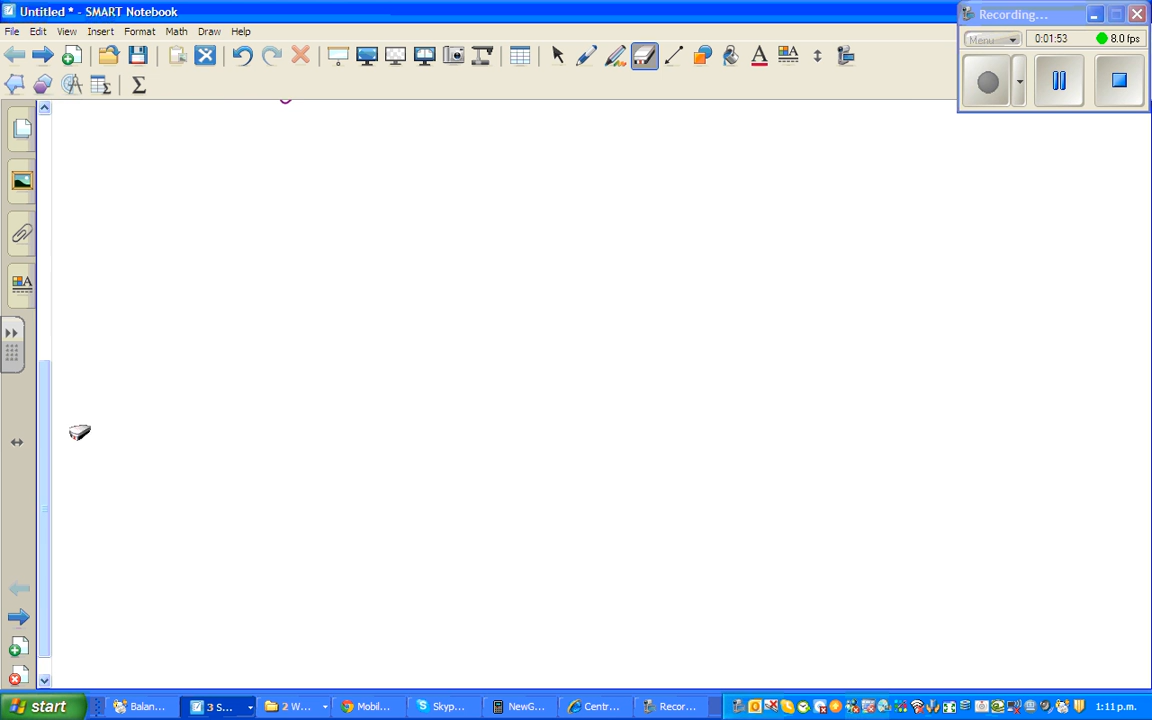 Untitled * - SMART Notebook
Recording...
File Edit View Insert Format Math Draw Help
Menu 0:01:53 8.0 fps
start Balan... 3 S... 2 W... Mobil... Skyp... NewG... Centr... Recor... 1:11 p.m.